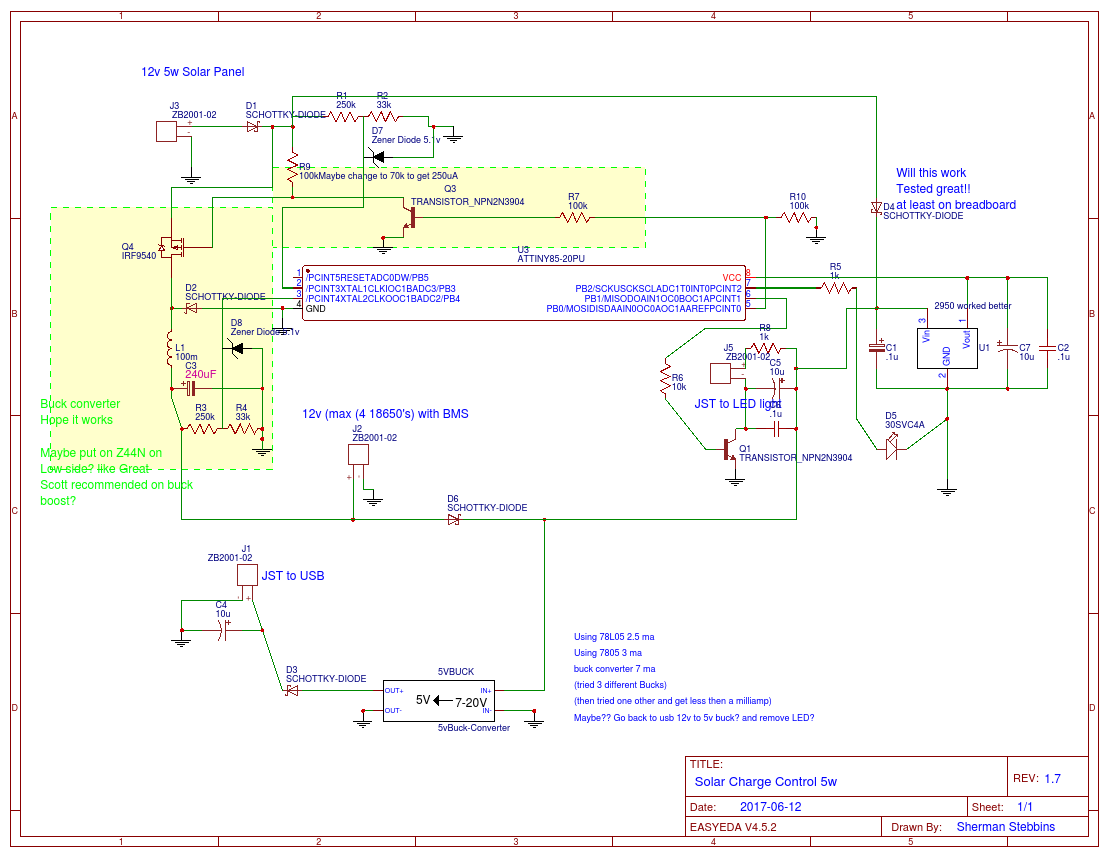 1
2
3
4
5
A
A
B
B
C
C
D
D
12v 5w Solar Panel
J3
ZB2001-02
+
-
D1
SCHOTTKY-DIODE
R1
250k
R2
33k
D7
Zener Diode 5.1v
R9
100kMaybe change to 70k to get 250uA
Q3
TRANSISTOR_NPN2N3904
R7
100k
R10
100k
Will this work
Tested great!!
at least on breadboard
D4
SCHOTTKY-DIODE
Q4
IRF9540
U3
ATTINY85-20PU
1
2
3
4
/PCINT5RESETADC0DW/PB5
/PCINT3XTAL1CLKIOC1BADC3/PB3
/PCINT4XTAL2CLKOOC1BADC2/PB4
GND
VCC
PB2/SCKUSCKSCLADC1T0INT0PCINT2
PB1/MISODOAIN1OC0BOC1APCINT1
PB0/MOSIDISDAAIN0OC0AOC1AAREFPCINT0
8
7
6
5
R5
1k
D2
SCHOTTKY-DIODE
D8
Zener Diode 5.1v
L1
100m
C3
240uF
+
R3
250k
R4
33k
Buck converter
Hope it works
Maybe put on Z44N on
Low side? like Great
Scott recommended on buck
boost?
2950 worked better
3
1
Vin
Vout
GND
2
U1
C1
.1u
+
C7
10u
+
C2
.1u
R8
1k
J5
ZB2001-02
+
-
C5
10u
+
R6
10k
JST to LED light
.1u
Q1
TRANSISTOR_NPN2N3904
D5
30SVC4A
12v (max (4 18650's) with BMS
J2
ZB2001-02
+
-
D6
SCHOTTKY-DIODE
J1
ZB2001-02
JST to USB
-
+
C4
10u
+
D3
SCHOTTKY-DIODE
5VBUCK
OUT+
OUT-
5V
7-20V
IN+
IN-
5vBuck-Converter
Using 78L05 2.5 ma
Using 7805 3 ma
buck converter 7 ma
(tried 3 different Bucks)
(then tried one other and get less then a milliamp)
Maybe?? Go back to usb 12v to 5v buck? and remove LED?
TITLE:
Solar Charge Control 5w
REV: 1.7
Date: 2017-06-12
Sheet: 1/1
EASYEDA V4.5.2
Drawn By: Sherman Stebbins
1
2
3
4
5